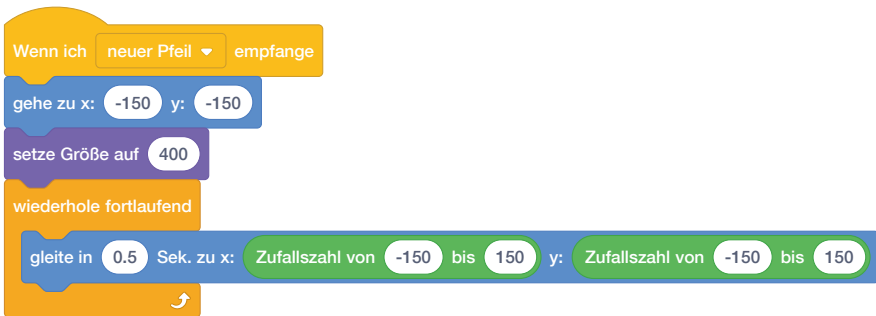 Wenn ich neuer Pfeil empfange
gehe zu x: -150 y: -150
setze Größe auf 400
wiederhole fortlaufend
gleite in 0.5 Sek. zu x: Zufallszahl von -150 bis 150 y: Zufallszahl von -150 bis 150